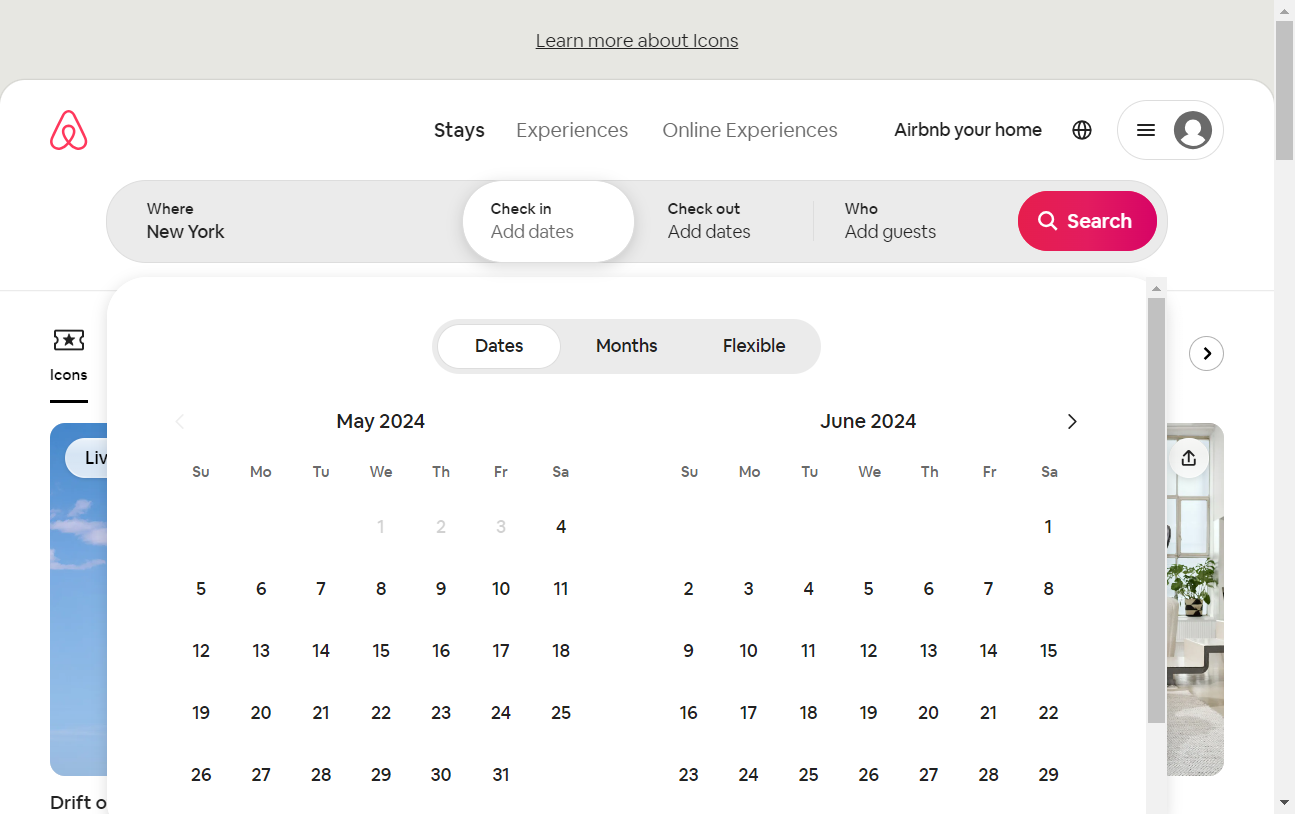 Learn more about Icons
Stays Experiences Online Experiences Airbnb your home
Where Check in Check out Who
New York Add dates Add dates Add guests Search
Dates Months Flexible
Icons
May 2024 June 2024
Liv
Su Mo Tu We Th Fr Sa Su Mo Tu We Th Fr Sa
1 2 3 4 1
5 6 7 8 9 10 11 2 3 4 5 6 7 8
12 13 14 15 16 17 18 9 10 11 12 13 14 15
19 20 21 22 23 24 25 16 17 18 19 20 21 22
26 27 28 29 30 31 23 24 25 26 27 28 29
Drift o